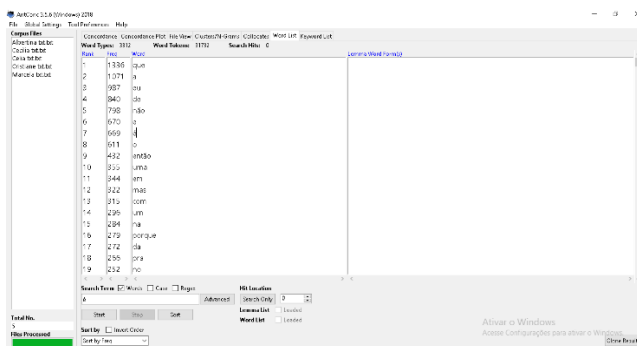 AntConc 3.5.8 (Windows) 2018
File Global Settings Tool Preferences Help
Corpus Files
Concordance Concordance Plot File View Clusters/N-Grams Collocates Word List Keyword List
Albertina txt.txt
Word Types: Word Tokens: Search Hits: 0
Cecilia txt.txt
Rank Freq Word Lemma Word Form(s)
Celia txt.txt
1 1336 que
Cristiane txt.txt
2 1071 a
Marcela txt.txt
3 987 eu
4 840 de
5 798 não
6 670
7 669 é
8 611 o
9 432 então
10 355 uma
11 344 em
12 322 mas
13 315 com
14 296 um
15 284 na
16 279 porque
17 272 da
18 266 pra
19 252 no
Search Term Words Case Regex Hit Location
Advanced Search Only 0
Start Stop Sort Lemma List Loaded
Word List Loaded
Total No.
5
Files Processed
Sort by Invert Order
Sort by Freq
Clone Results
Ativar o Windows
Acesse Configurações para ativar o Windows.